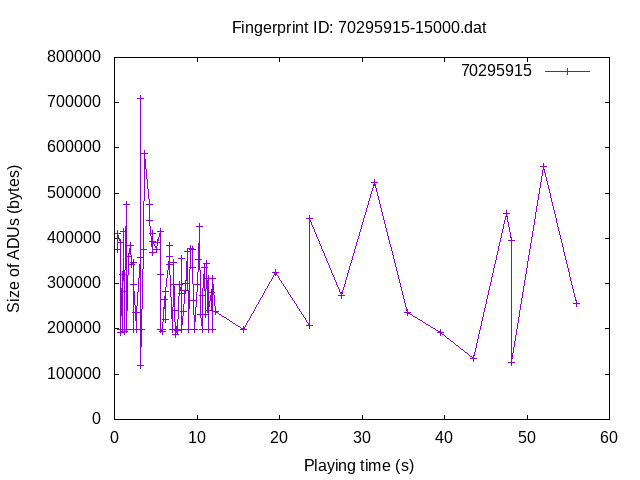 Fingerprint ID: 70295915-15000.dat
70295915
800000
700000
600000
500000
400000
300000
200000
100000
0
Size of ADUs (bytes)
0 10 20 30 40 50 60
Playing time (s)